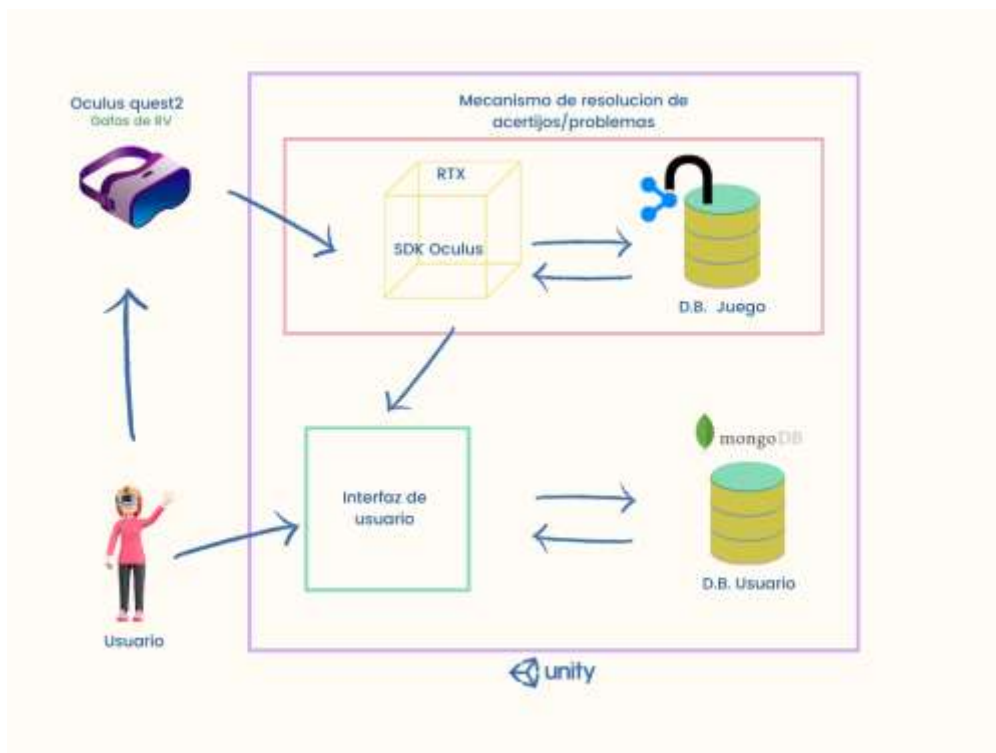 Oculus quest2
Gafas de RV
Mecanismo de resolucion de
acertijos/problemas
RTX
SDK Oculus
D.B. Juego
Interfaz de
usuario
mongoDB
D.B. Usuario
Usuario
unity